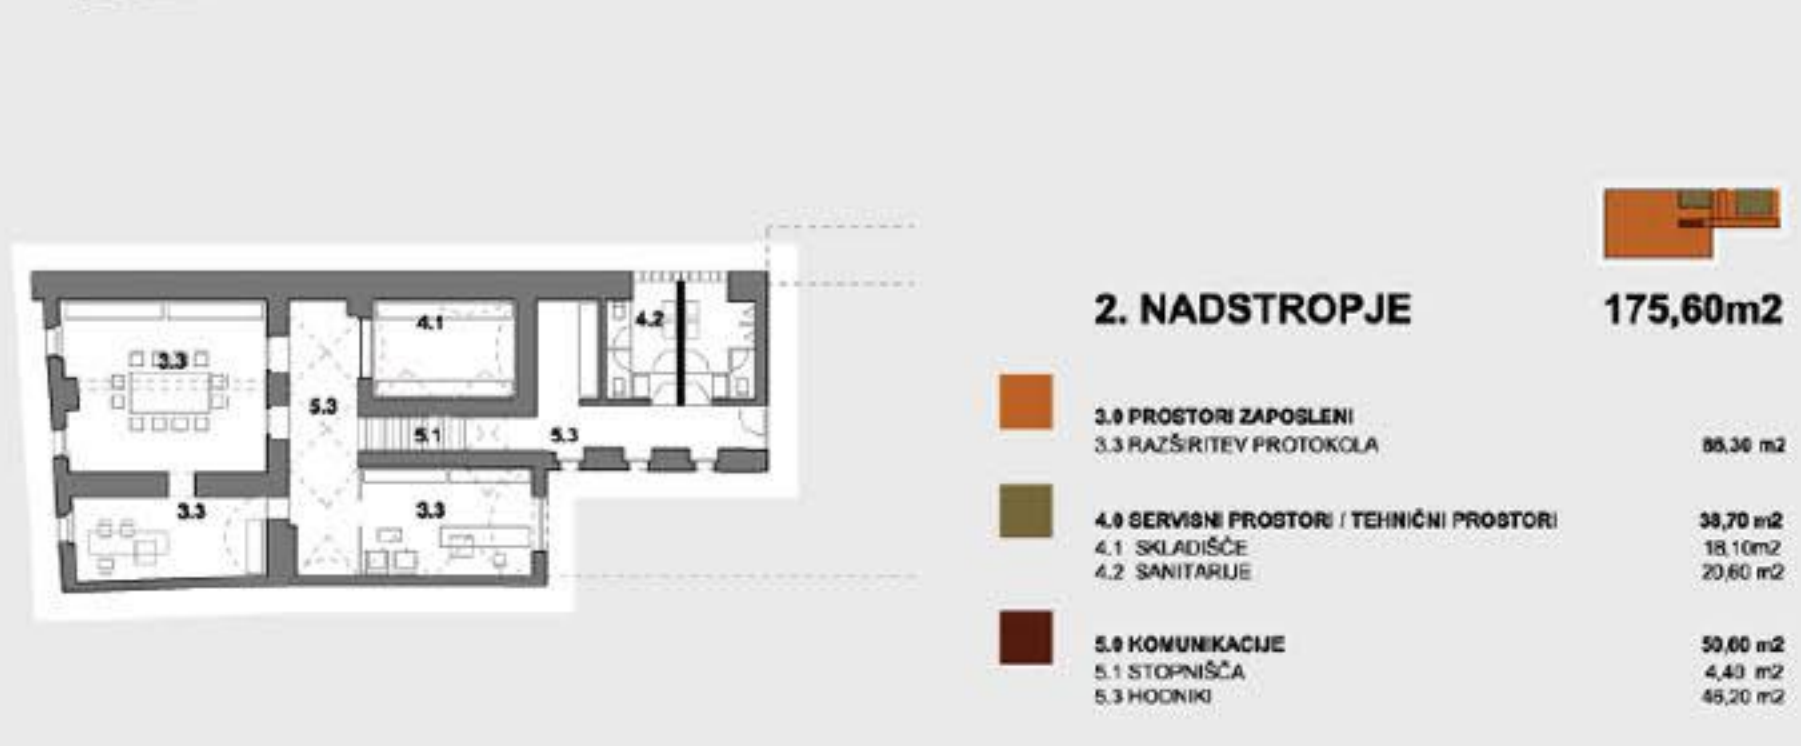 4.1
4.2
3.3
5.3
5.1
5.3
3.3
3.3
2. NADSTROPJE 175,60m2
3.0 PROSTORI ZAPOSLENI
3.3 RAZŠIRITEV PROTOKOLA 86,30 m2
4.0 SERVISNI PROSTORI / TEHNIČNI PROSTORI 38,70 m2
4.1 SKLADIŠČE 18,10m2
4.2 SANITARIJE 20,60 m2
5.0 KOMUNIKACIJE 50,60 m2
5.1 STOPNIŠČA 4,40 m2
5.3 HODNIKI 46,20 m2